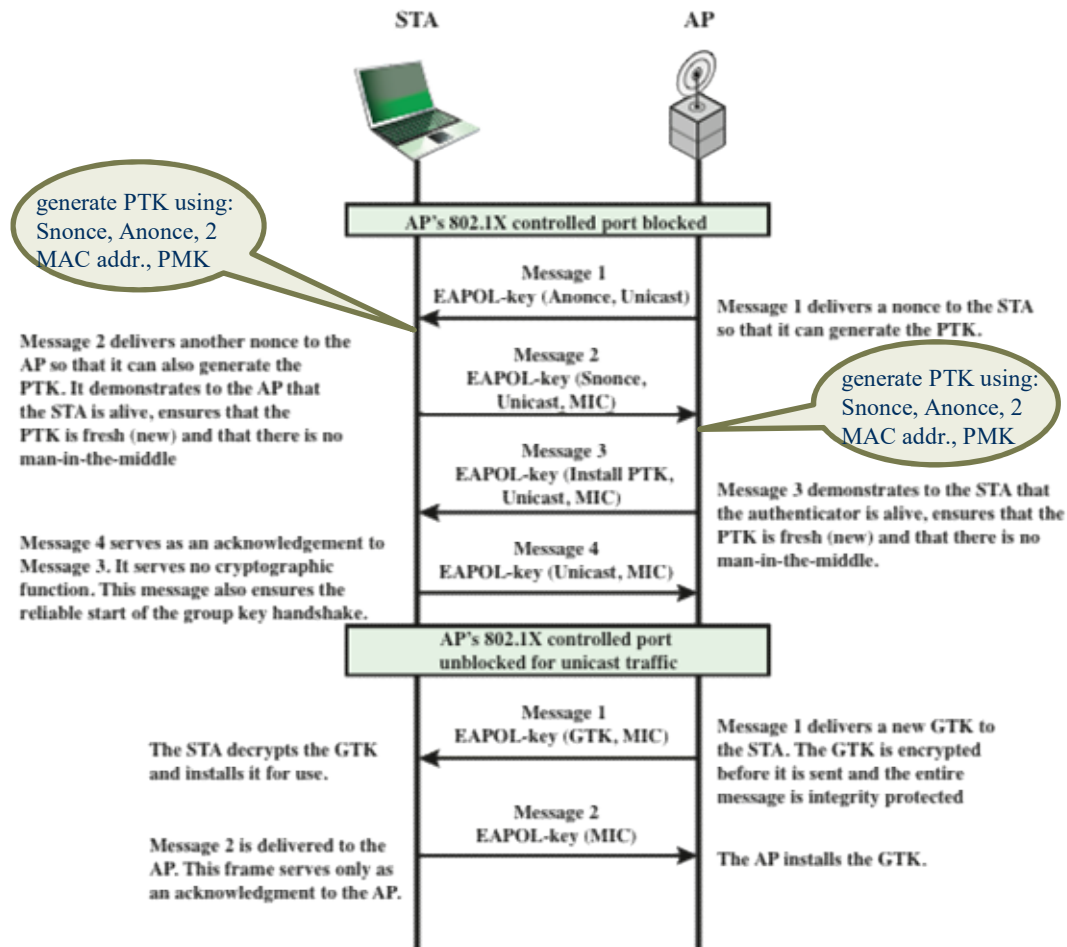 STA
AP
generate PTK using:
Snonce, Anonce, 2
MAC addr., PMK
AP's 802.1X controlled port blocked
Message 1
EAPOL-key (Anonce, Unicast)
Message 1 delivers a nonce to the STA
so that it can generate the PTK.
Message 2 delivers another nonce to the
AP so that it can also generate the
PTK. It demonstrates to the AP that
the STA is alive, ensures that the
PTK is fresh (new) and that there is no
man-in-the-middle
Message 2
EAPOL-key (Snonce,
Unicast, MIC)
generate PTK using:
Snonce, Anonce, 2
MAC addr., PMK
Message 3
EAPOL-key (Install PTK,
Unicast, MIC)
Message 3 demonstrates to the STA that
the authenticator is alive, ensures that the
PTK is fresh (new) and that there is no
man-in-the-middle.
Message 4 serves as an acknowledgement to
Message 3. It serves no cryptographic
function. This message also ensures the
reliable start of the group key handshake.
Message 4
EAPOL-key (Unicast, MIC)
AP's 802.1X controlled port
unblocked for unicast traffic
Message 1
EAPOL-key (GTK, MIC)
Message 1 delivers a new GTK to
the STA. The GTK is encrypted
before it is sent and the entire
message is integrity protected
The STA decrypts the GTK
and installs it for use.
Message 2
EAPOL-key (MIC)
Message 2 is delivered to the
AP. This frame serves only as
an acknowledgment to the AP.
The AP installs the GTK.